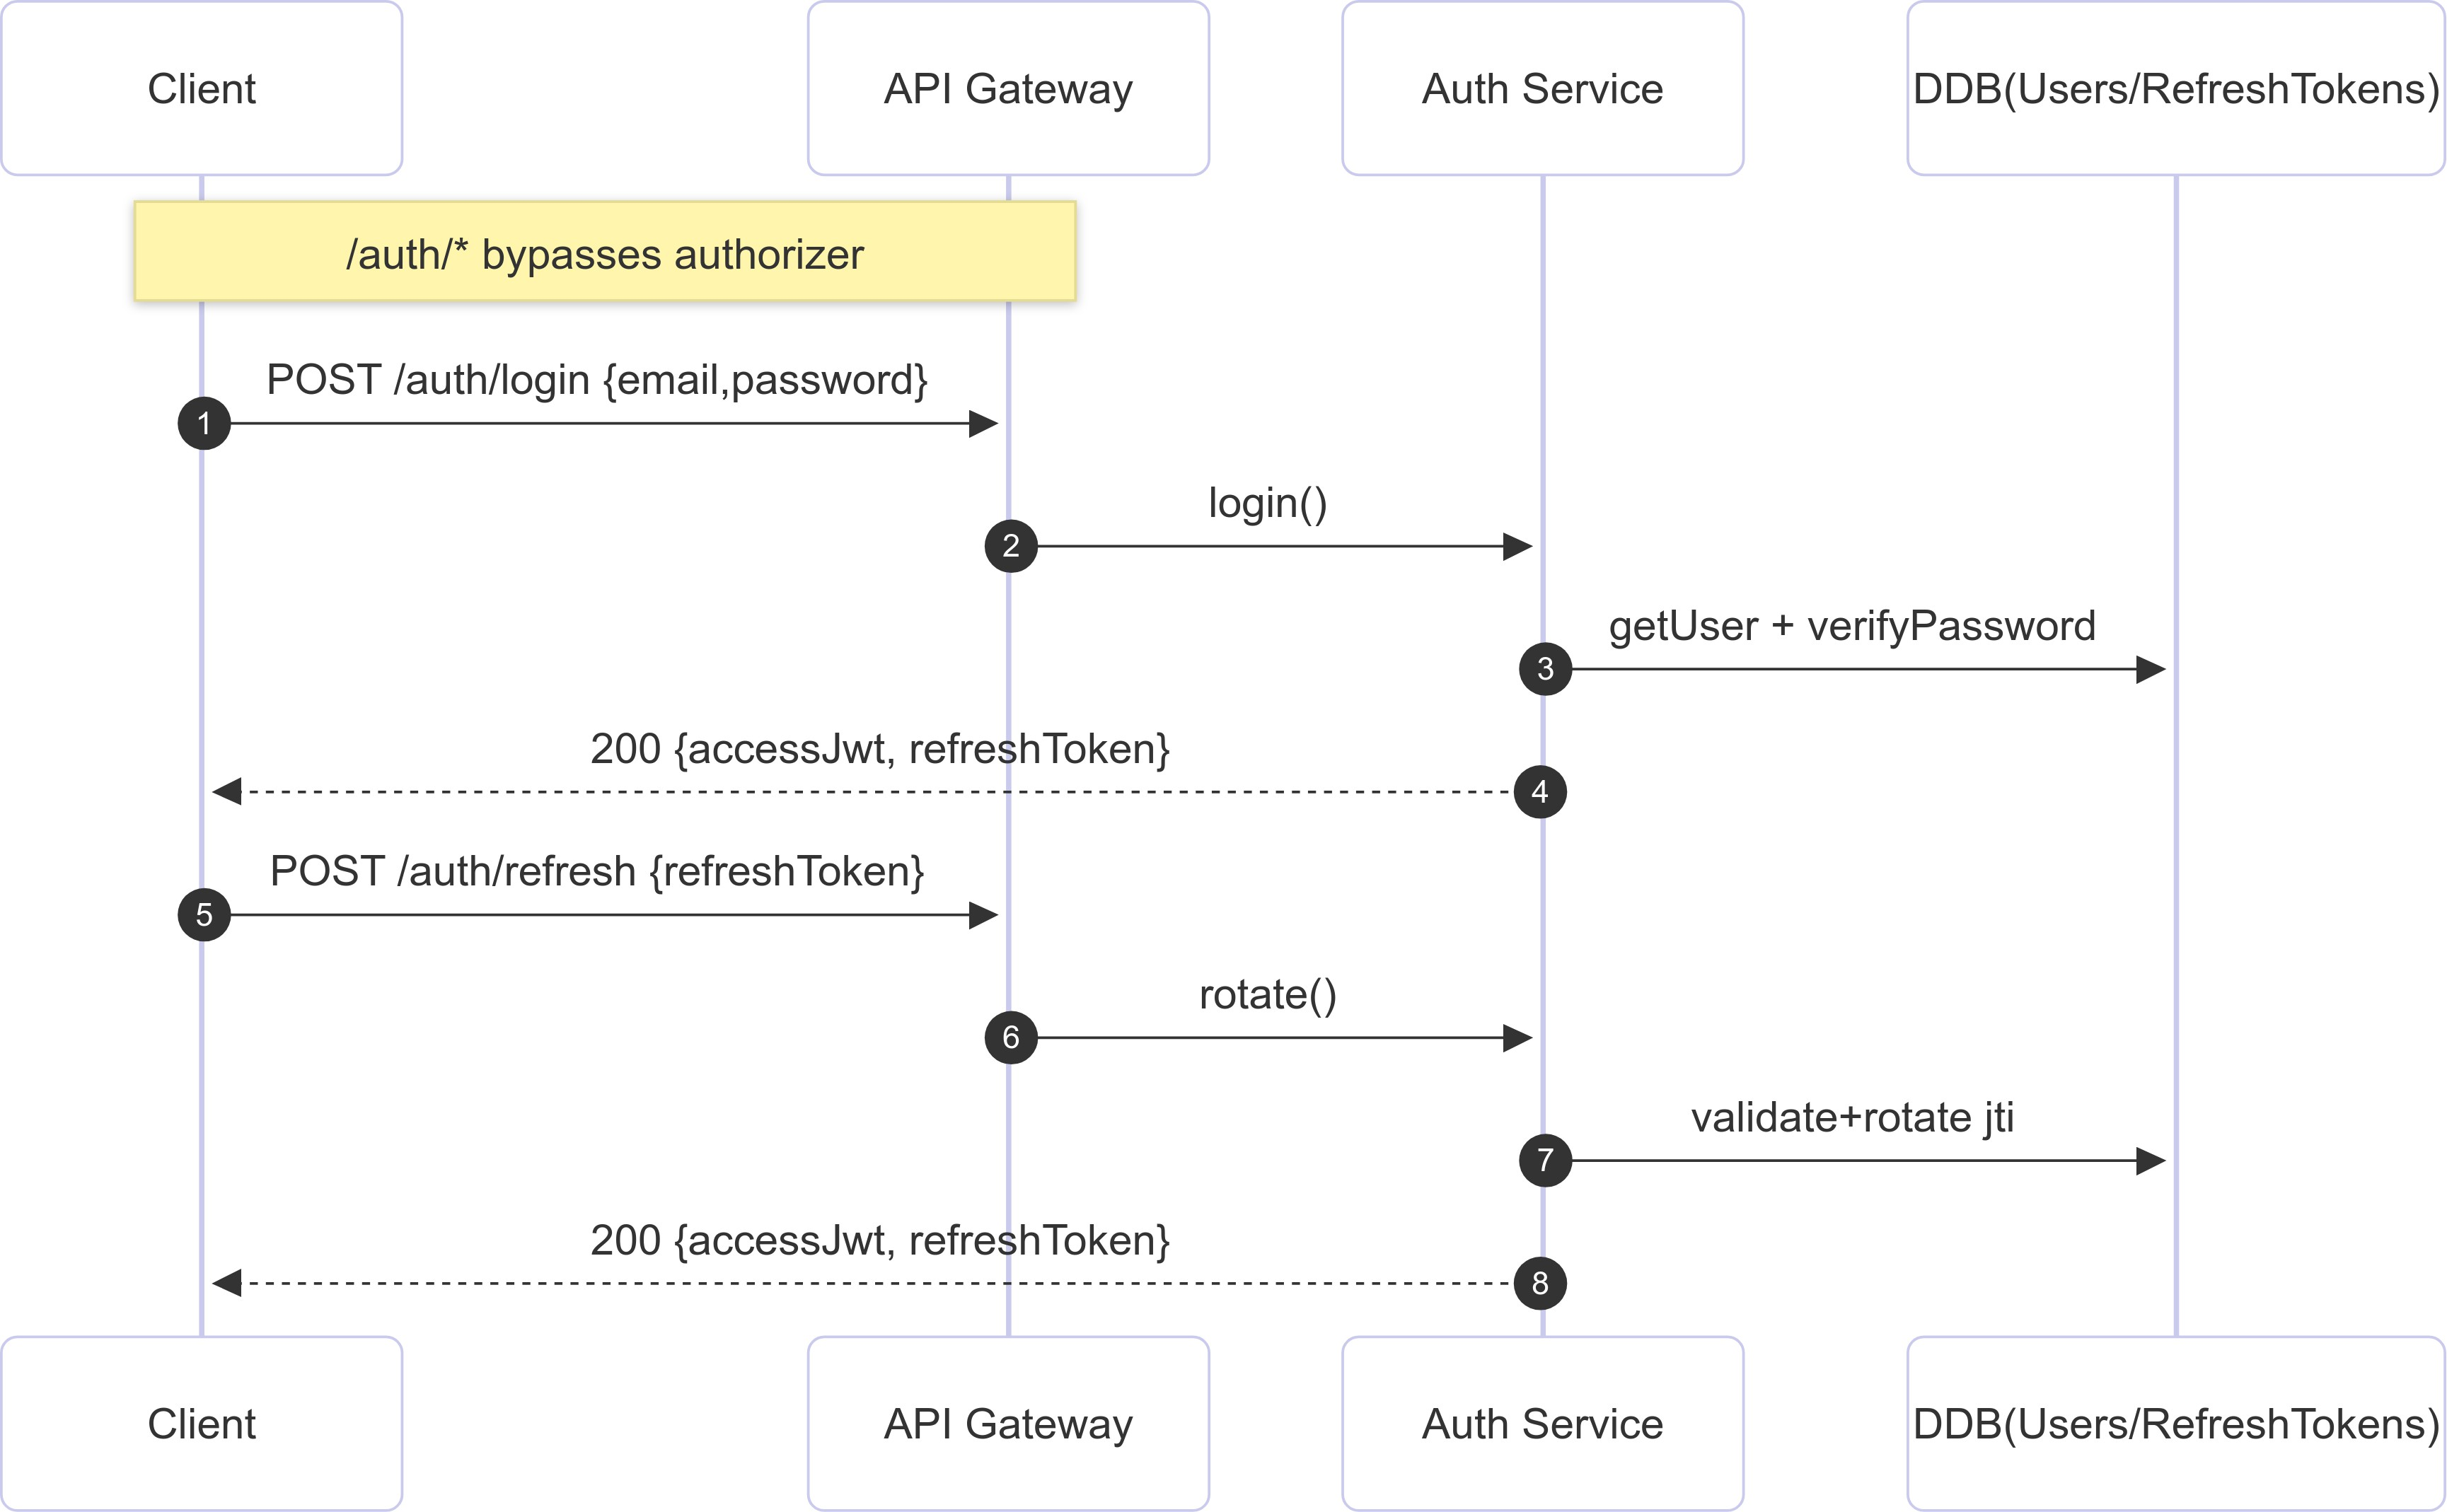 Client
API Gateway
Auth Service
DDB(Users/RefreshTokens)
/auth/* bypasses authorizer
POST /auth/login {email,password}
1
login()
2
getUser + verifyPassword
3
200 {accessJwt, refreshToken}
4
POST /auth/refresh {refreshToken}
5
rotate()
6
validate+rotate jti
7
200 {accessJwt, refreshToken}
8
Client
API Gateway
Auth Service
DDB(Users/RefreshTokens)